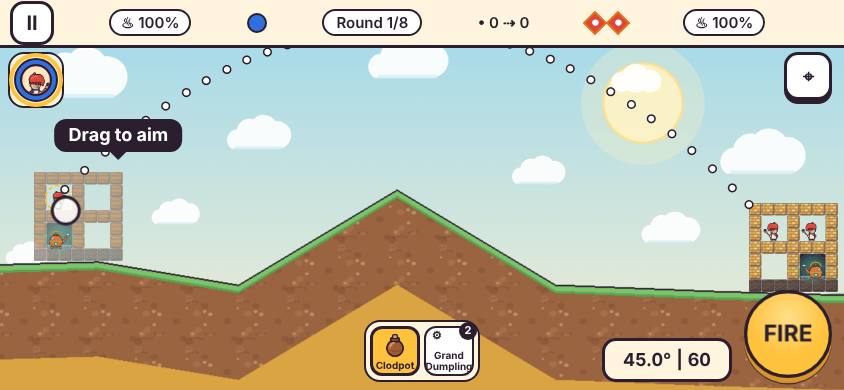 ♨ 100%
Round 1/8
• 0 ⇢ 0
♨ 100%
Drag to aim
2
Clodpot
Grand
Dumpling
45.0° | 60
FIRE